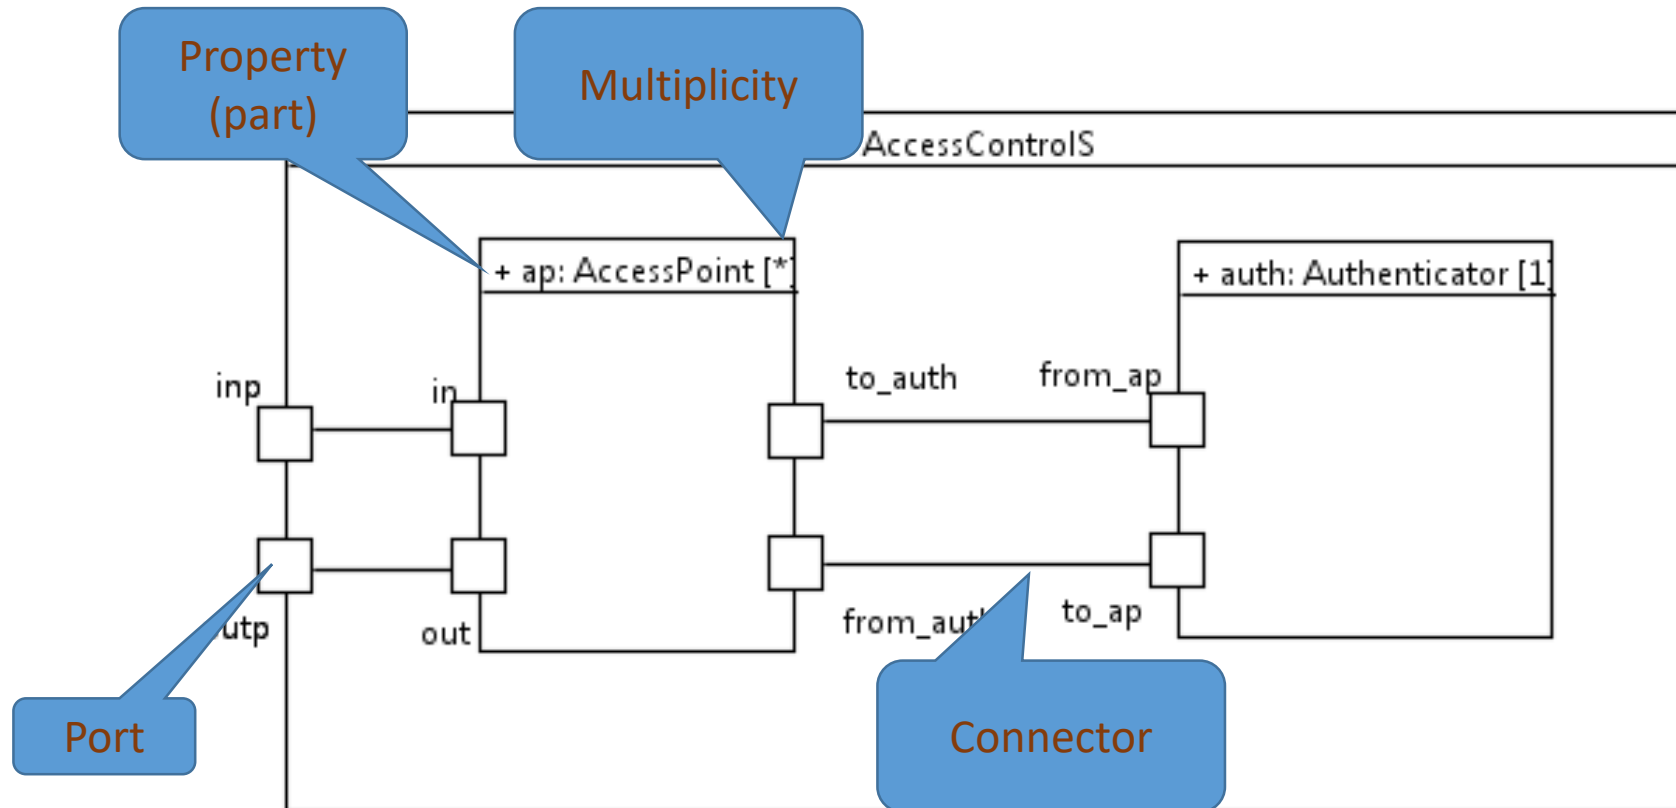 Property
(part)
Multiplicity
AccessControlS
+ ap: AccessPoint [*]
+ auth: Authenticator [1]
inp
in
to_auth
from_ap
out
to_ap
Port
Connector